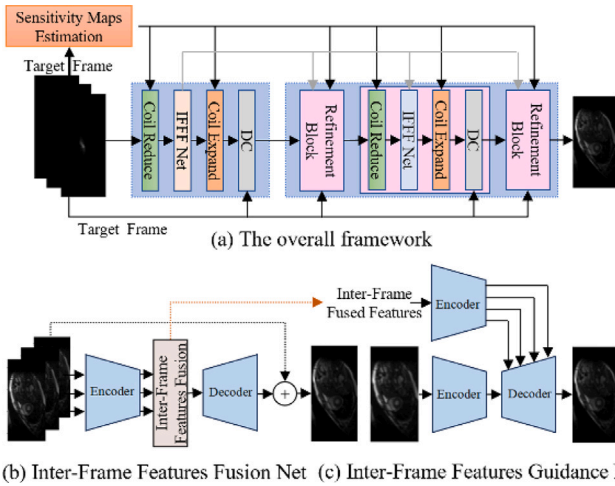 Sensitivity Maps
Estimation
Target Frame
Coil Reduce
IFFF Net
Coil Expand
DC
Refinement
Block
Coil Reduce
IFFF Net
Coil Expand
DC
Refinement
Block
Target Frame
(a) The overall framework
Inter-Frame
Fused Features
Encoder
Encoder
Inter-Frame
Features Fusion
Decoder
Encoder
Decoder
(b) Inter-Frame Features Fusion Net (c) Inter-Frame Features Guidance